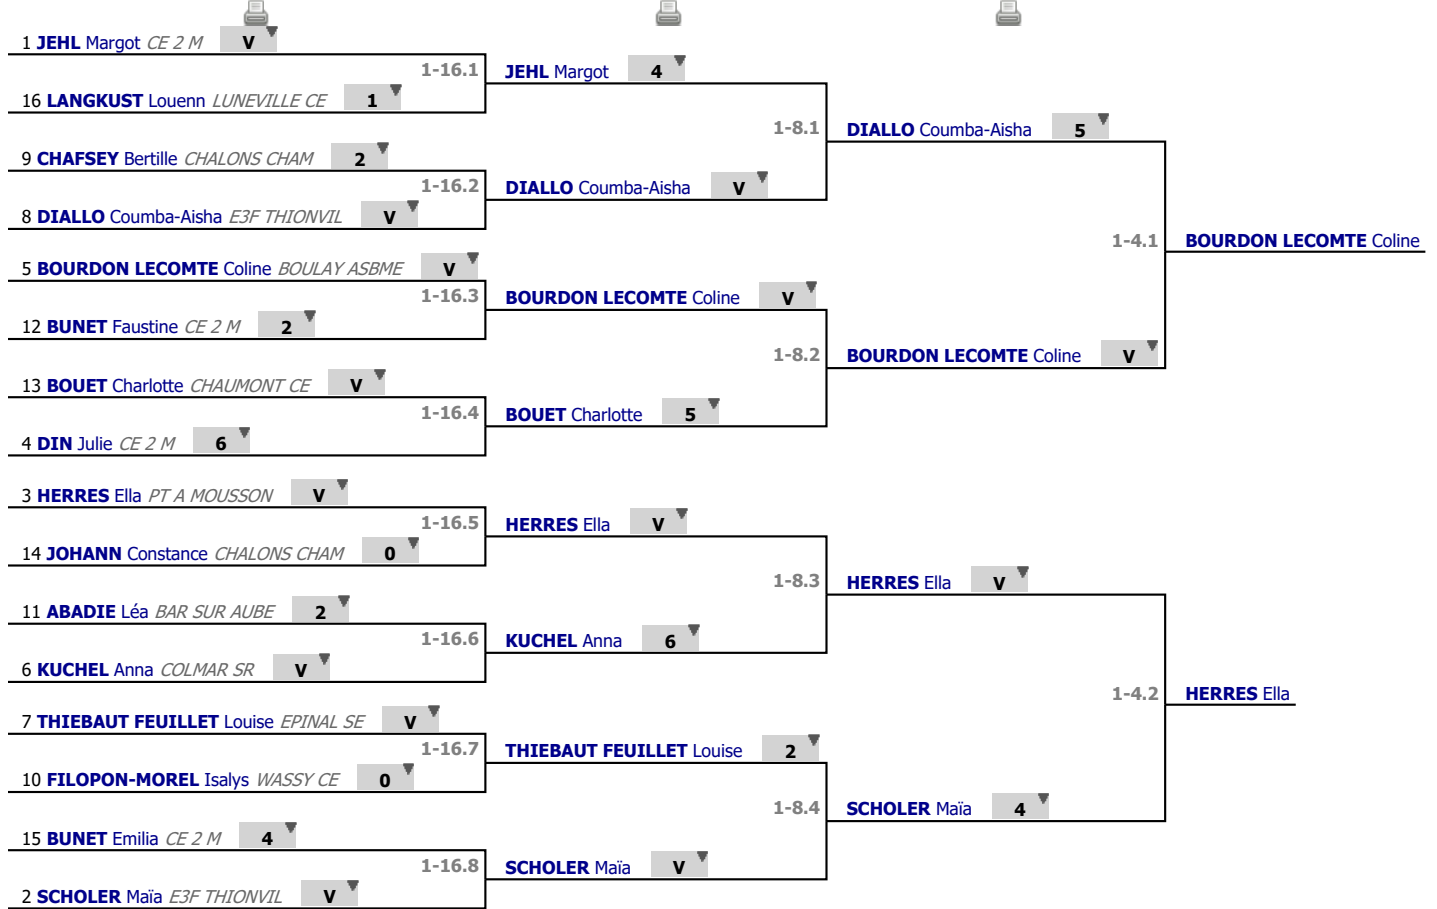 1 JEHL Margot CE 2 M V
1-16.1
16 LANGKUST Louenn LUNEVILLE CE 1
9 CHAFSEY Bertille CHALONS CHAM 2
1-16.2
8 DIALLO Coumba-Aisha E3F THIONVIL V
5 BOURDON LECOMTE Coline BOULAY ASBME V
1-16.3
12 BUNET Faustine CE 2 M 2
13 BOUET Charlotte CHAUMONT CE V
1-16.4
4 DIN Julie CE 2 M 6
3 HERRES Ella PT A MOUSSON V
1-16.5
14 JOHANN Constance CHALONS CHAM 0
11 ABADIE Léa BAR SUR AUBE 2
1-16.6
6 KUCHEL Anna COLMAR SR V
7 THIEBAUT FEUILLET Louise EPINAL SE V
1-16.7
10 FILOPON-MOREL Isalys WASSY CE 0
15 BUNET Emilia CE 2 M 4
1-16.8
2 SCHOLER Maïa E3F THIONVIL V
JEHL Margot 4
1-8.1
DIALLO Coumba-Aisha V
BOURDON LECOMTE Coline V
1-8.2
BOUET Charlotte 5
HERRES Ella V
1-8.3
KUCHEL Anna 6
THIEBAUT FEUILLET Louise 2
1-8.4
SCHOLER Maïa V
DIALLO Coumba-Aisha 5
1-4.1
BOURDON LECOMTE Coline V
HERRES Ella V
1-4.2
SCHOLER Maïa 4
BOURDON LECOMTE Coline
HERRES Ella